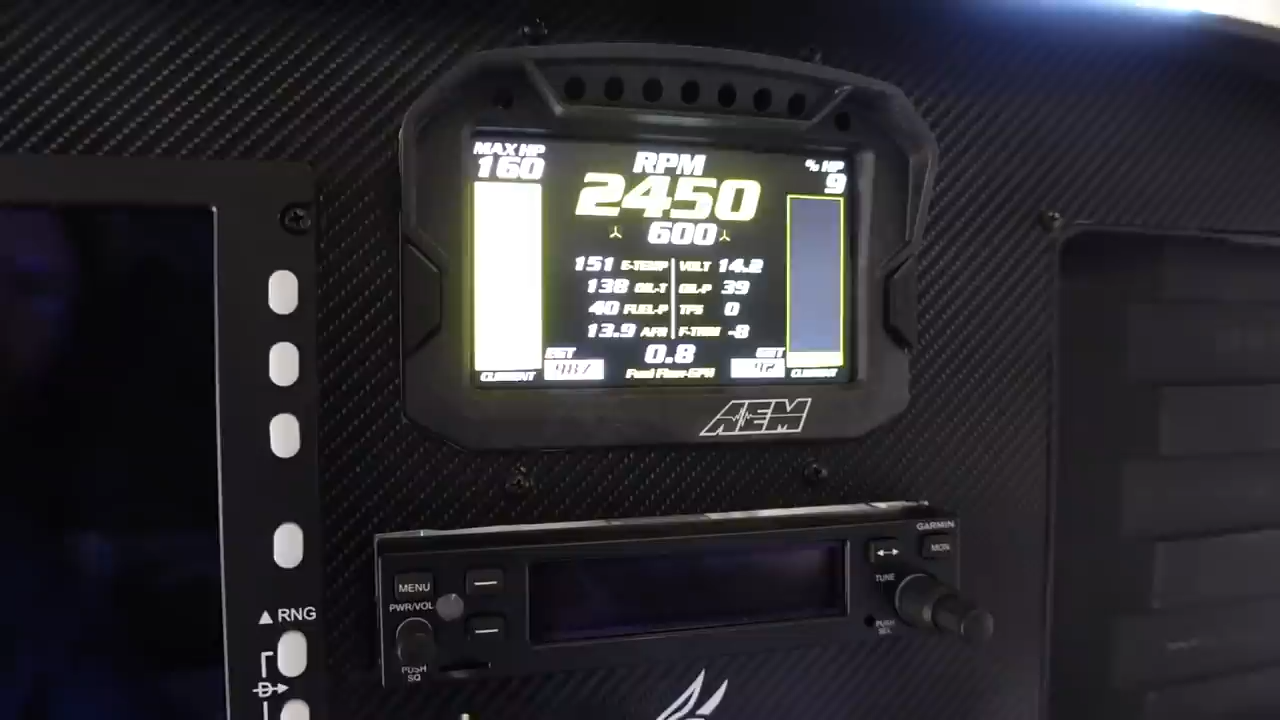 MAX HP
160
RPM
2450
600
% HP
9
151 E-TEMP VOLT 14.2
138 OIL-T OIL-P 39
40 FUEL-P TPS 0
13.9 AFR F-TRIM -8
0.8
Fuel Flow-GPH
EGT
987
EGT
CURRENT
CURRENT
AEM
GARMIN
MENU
PWR/VOL
PUSH
SQ
MON
TUNE
PUSH
SEL
RNG
D